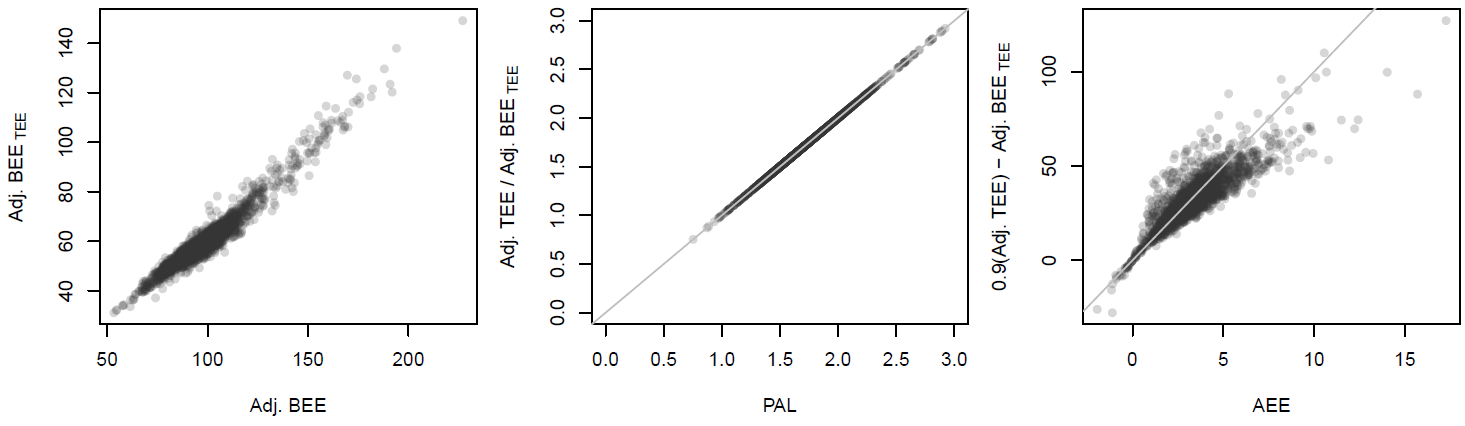 Adj. BEE TEE
140
120
100
80
60
40
50 100 150 200
Adj. BEE
Adj. TEE / Adj. BEE TEE
3.0
2.5
2.0
1.5
1.0
0.5
0.0
0.0 0.5 1.0 1.5 2.0 2.5 3.0
PAL
0.9(Adj. TEE) − Adj. BEE TEE
100
50
0
0 5 10 15
AEE